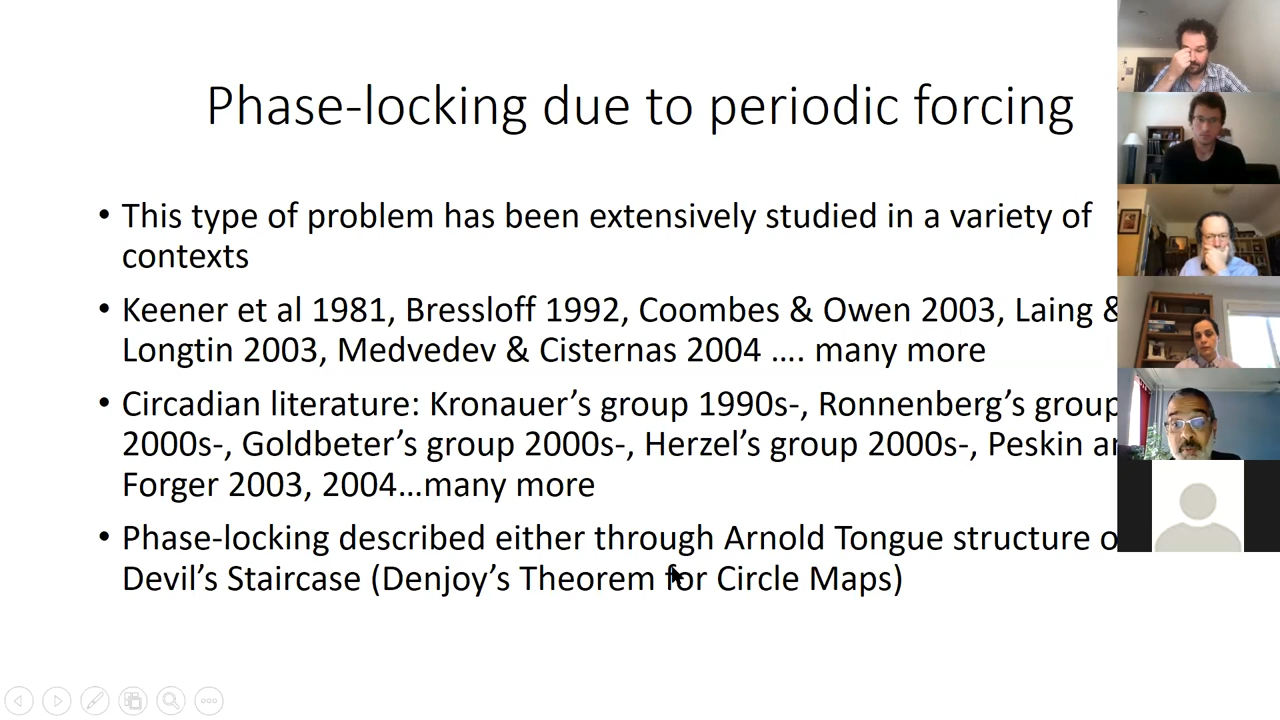 Phase-locking due to periodic forcing
• This type of problem has been extensively studied in a variety of
contexts
• Keener et al 1981, Bressloff 1992, Coombes & Owen 2003, Laing &
Longtin 2003, Medvedev & Cisternas 2004 .... many more
• Circadian literature: Kronauer’s group 1990s-, Ronnenberg’s group
2000s-, Goldbeter’s group 2000s-, Herzel’s group 2000s-, Peskin
Forger 2003, 2004...many more
• Phase-locking described either through Arnold Tongue structure
Devil’s Staircase (Denjoy’s Theorem for Circle Maps)